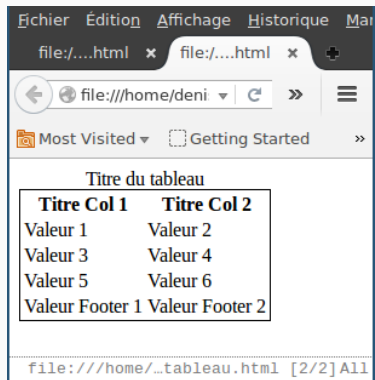 Fichier Édition Affichage Historique Mar
file:/....html × file:/....html ×
file:///home/deni
Most Visited Getting Started »
Titre du tableau
Titre Col 1 Titre Col 2
Valeur 1 Valeur 2
Valeur 3 Valeur 4
Valeur 5 Valeur 6
Valeur Footer 1 Valeur Footer 2
file:///home/…tableau.html [2/2] All